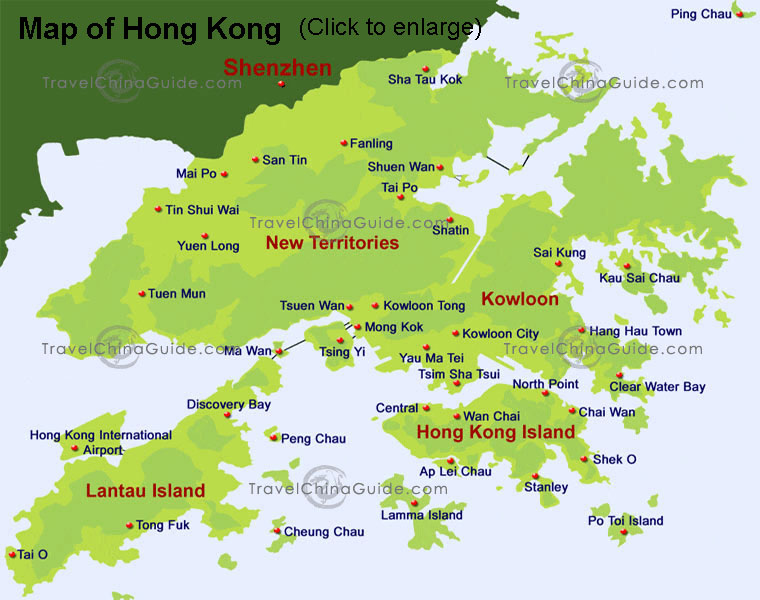 Map of Hong Kong (Click to enlarge)
Ping Chau
Shenzhen
TravelChinaGuide.com
Sha Tau Kok
TravelChinaGuide.com
Fanling
San Tin
Shuen Wan
Mai Po
Tai Po
Tin Shui Wai
TravelChinaGuide.com
Shatin
Yuen Long
New Territories
Sai Kung
Kau Sai Chau
Tuen Mun
Kowloon
Tsuen Wan
Kowloon Tong
Mong Kok
Kowloon City
Hang Hau Town
TravelChinaGuide.com
Ma Wan
Tsing Yi
Yau Ma Tei
TravelChinaGuide.com
Tsim Sha Tsui
North Point
Clear Water Bay
Discovery Bay
Central
Wan Chai
Chai Wan
Hong Kong International
Airport
Peng Chau
Hong Kong Island
Shek O
Ap Lei Chau
Lantau Island
TravelChinaGuide.com
Stanley
Lamma Island
Po Toi Island
Tong Fuk
Cheung Chau
Tai O